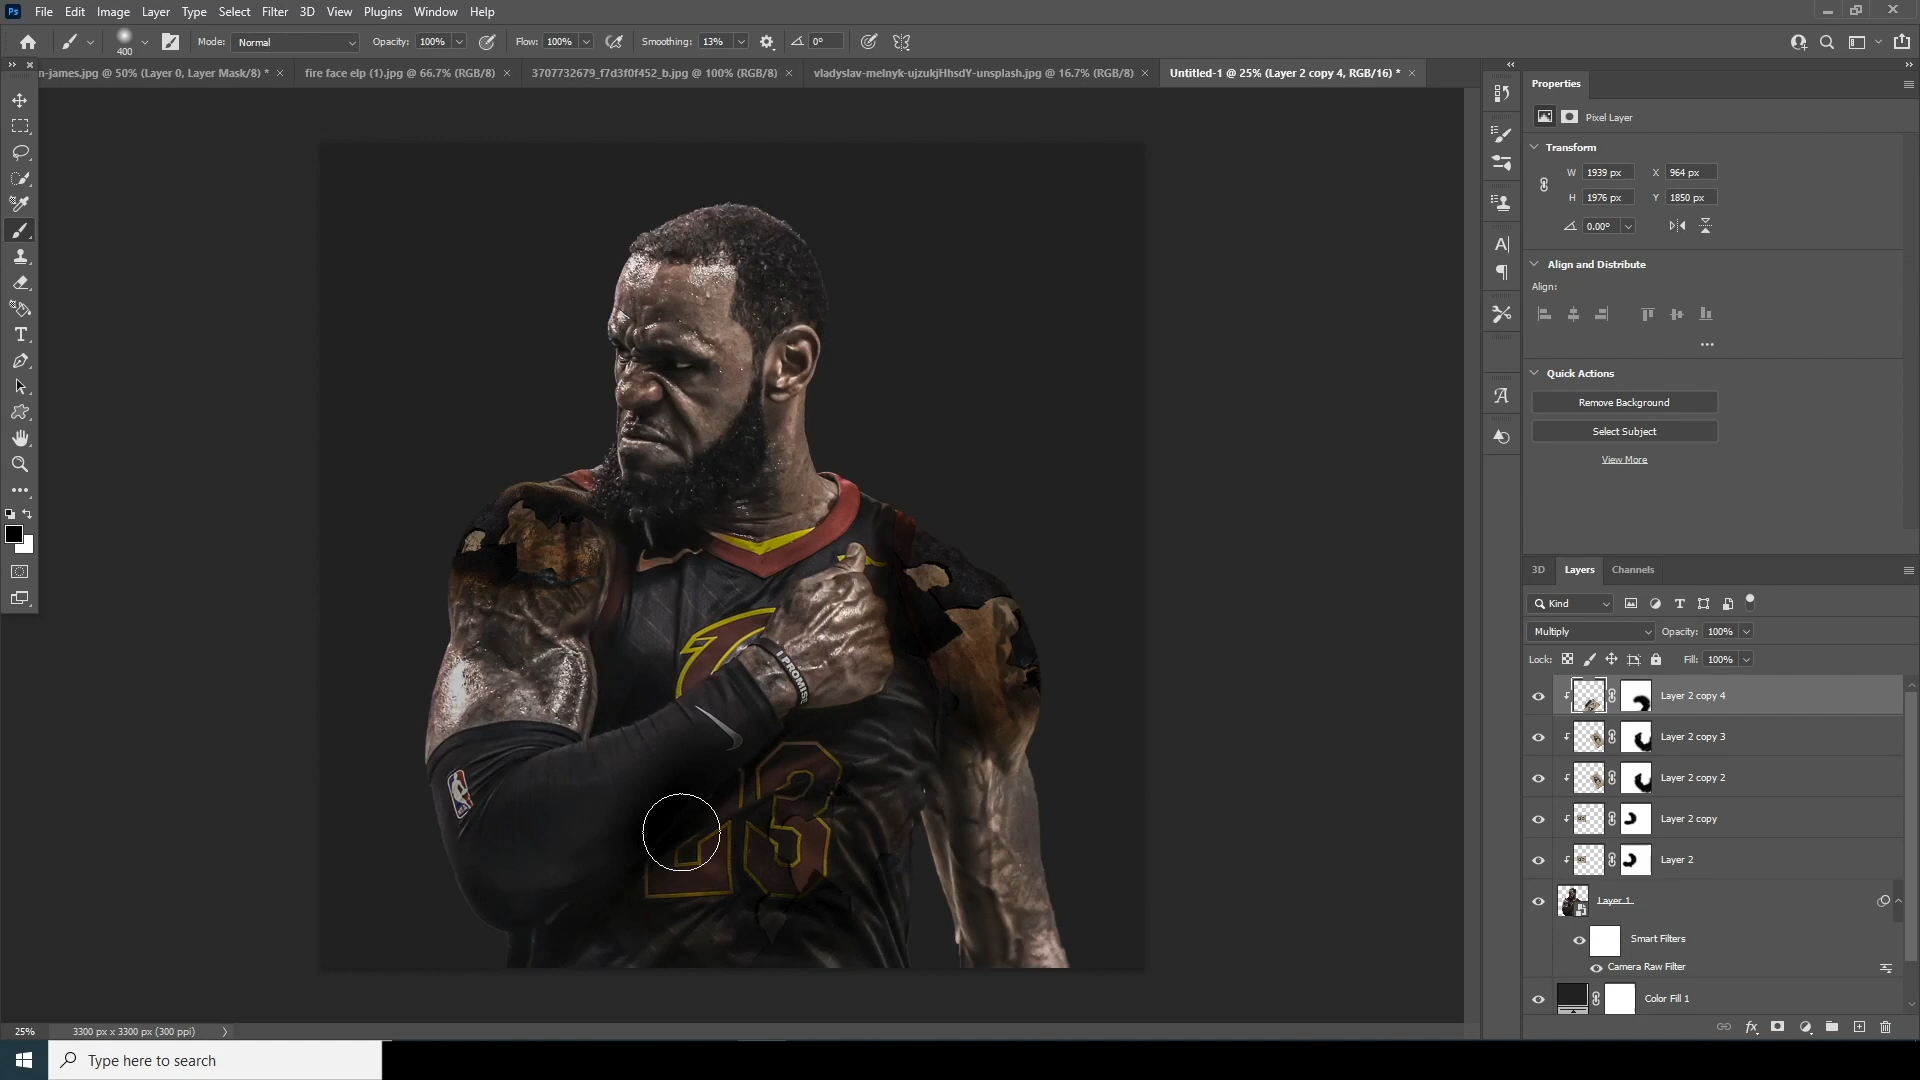 Ps File Edit Image Layer Type Select Filter 3D View Plugins Window Help
400 Mode: Normal Opacity: 100% Flow: 100% Smoothing: 13% 0°
n-james.jpg @ 50% (Layer 0, Layer Mask/8) * × fire face elp (1).jpg @ 66.7% (RGB/8) × 3707732679_f7d3f0f452_b.jpg @ 100% (RGB/8) × vladyslav-melnyk-ujzukjHhsdY-unsplash.jpg @ 16.7% (RGB/8) × Untitled-1 @ 25% (Layer 2 copy 4, RGB/16) * ×
Properties
Pixel Layer
Transform
W 1939 px X 964 px
H 1976 px Y 1850 px
0.00°
Align and Distribute
Align:
Quick Actions
Remove Background
Select Subject
View More
I PROMISE
23
3D Layers Channels
Kind
Multiply Opacity: 100%
Lock: Fill: 100%
Layer 2 copy 4
Layer 2 copy 3
Layer 2 copy 2
Layer 2 copy
Layer 2
Layer 1
Smart Filters
Camera Raw Filter
Color Fill 1
25% 3300 px x 3300 px (300 ppi)
Type here to search